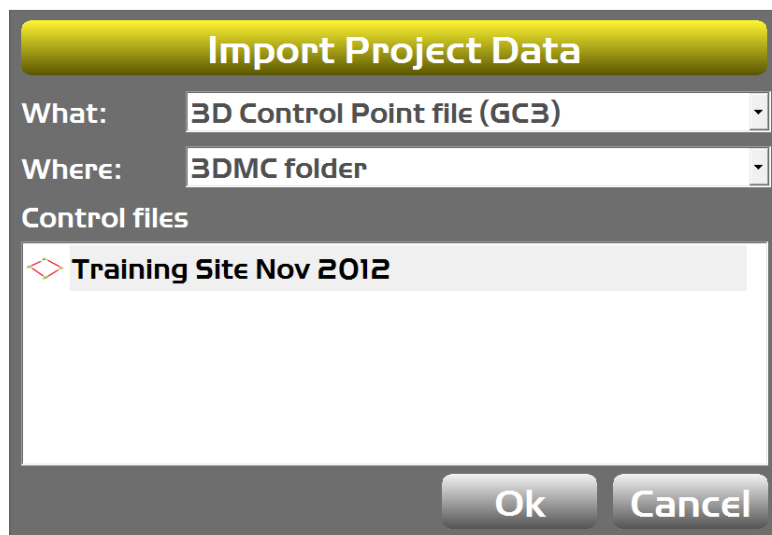 Import Project Data
What: 3D Control Point file (GC3)
Where: 3DMC folder
Control files
Training Site Nov 2012
Ok Cancel